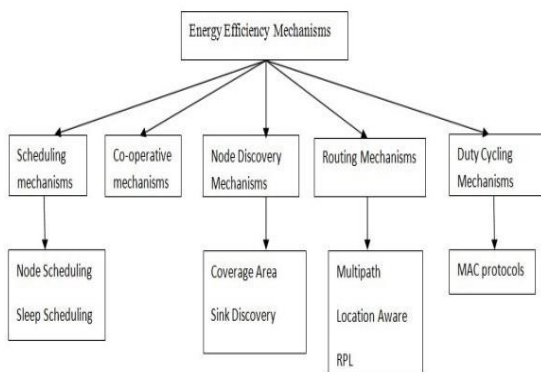 Energy Efficiency Mechanisms
Scheduling
mechanisms
Co-operative
mechanisms
Node Discovery
Mechanisms
Routing Mechanisms
Duty Cycling
Mechanisms
Node Scheduling
Sleep Scheduling
Coverage Area
Sink Discovery
Multipath
Location Aware
RPL
MAC protocols